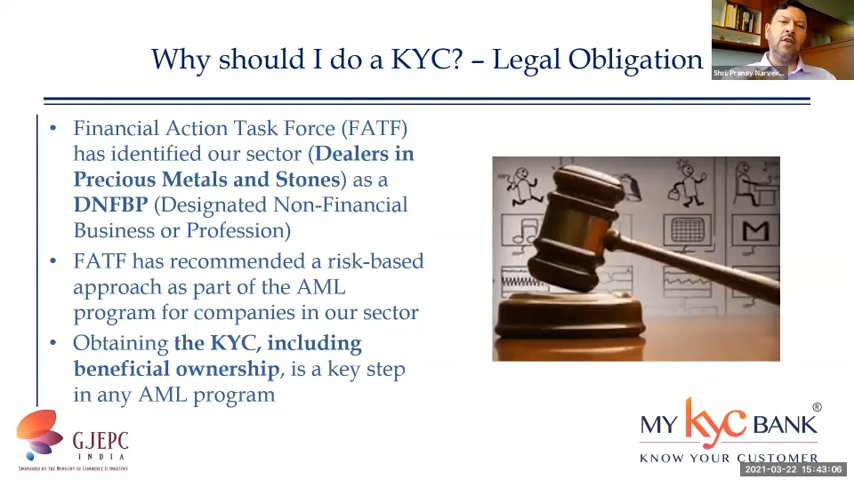 Why should I do a KYC? – Legal Obligation
Shri. Pranay Narvek...
• Financial Action Task Force (FATF)
has identified our sector (Dealers in
Precious Metals and Stones) as a
DNFBP (Designated Non-Financial
Business or Profession)
• FATF has recommended a risk-based
approach as part of the AML
program for companies in our sector
• Obtaining the KYC, including
beneficial ownership, is a key step
in any AML program
GJEPC
INDIA
SPONSORED BY THE MINISTRY OF COMMERCE & INDUSTRY
MY kyc BANK®
KNOW YOUR CUSTOMER
2021-03-22 15:43:06